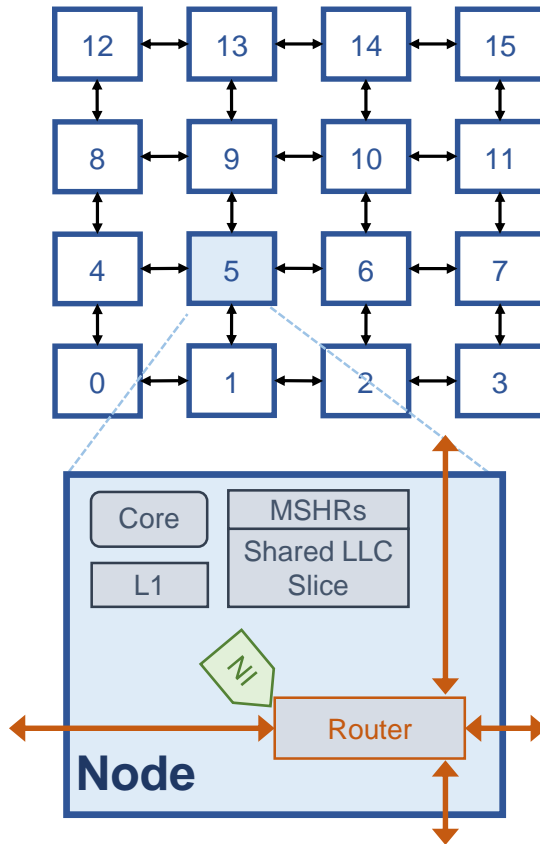 12 13 14 15
8 9 10 11
4 5 6 7
0 1 2 3
Core
MSHRs
Shared LLC
Slice
L1
NI
Router
Node